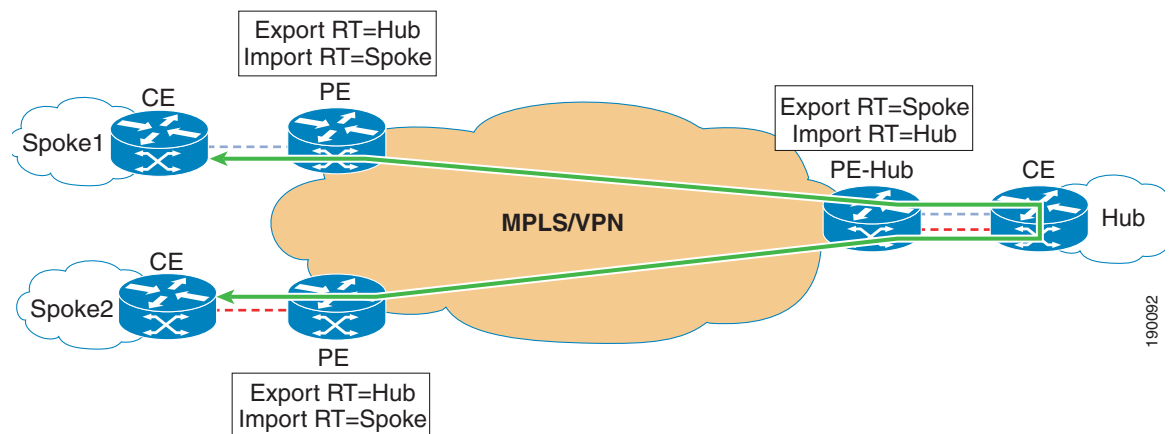 Export RT=Hub
Import RT=Spoke
CE
PE
Spoke1
Export RT=Spoke
Import RT=Hub
PE-Hub
CE
MPLS/VPN
Hub
CE
Spoke2
PE
Export RT=Hub
Import RT=Spoke
190092